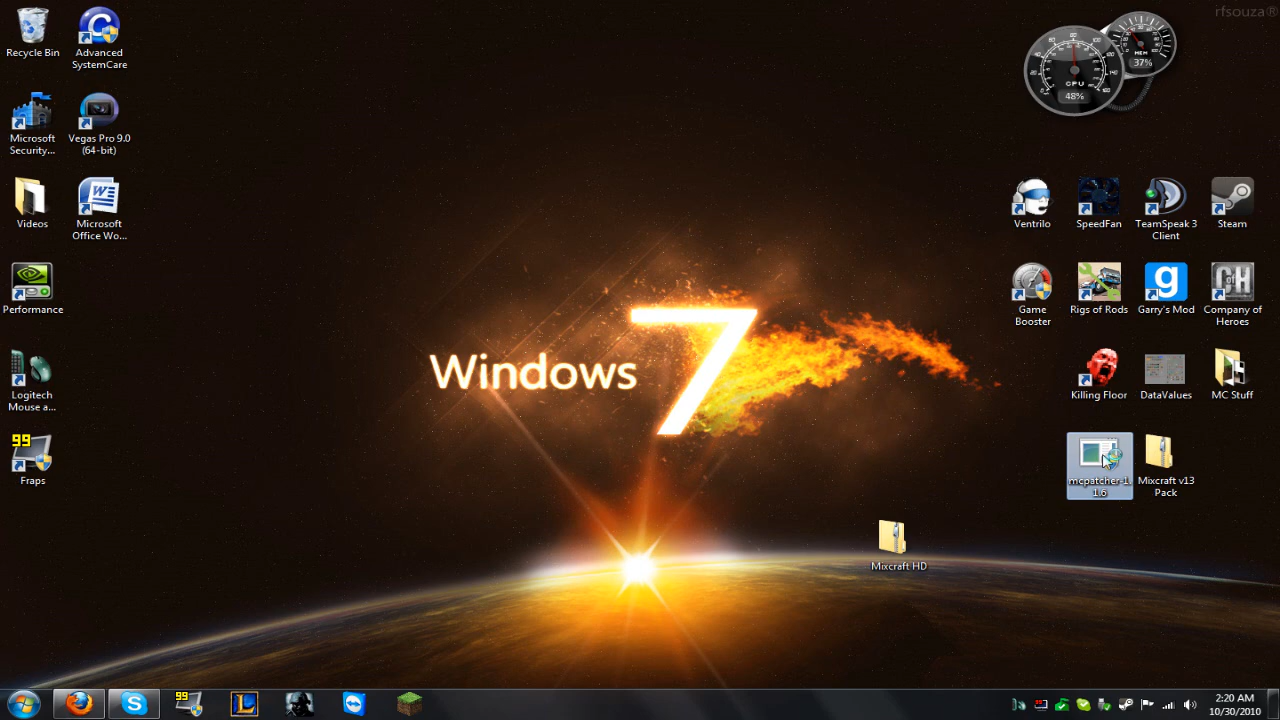 rfsouza®
Recycle Bin
Advanced
SystemCare
MEM
37%
CPU
48%
Microsoft
Security...
Vegas Pro 9.0
(64-bit)
Videos
Microsoft
Office Wo...
Ventrilo
SpeedFan
TeamSpeak 3
Client
Steam
Performance
Game
Booster
Rigs of Rods
Garry's Mod
Company of
Heroes
Windows 7
Logitech
Mouse a...
Killing Floor
DataValues
MC Stuff
99
Fraps
mcpatcher-1.
1.6
Mixcraft v13
Pack
Mixcraft HD
99
2:20 AM
10/30/2010